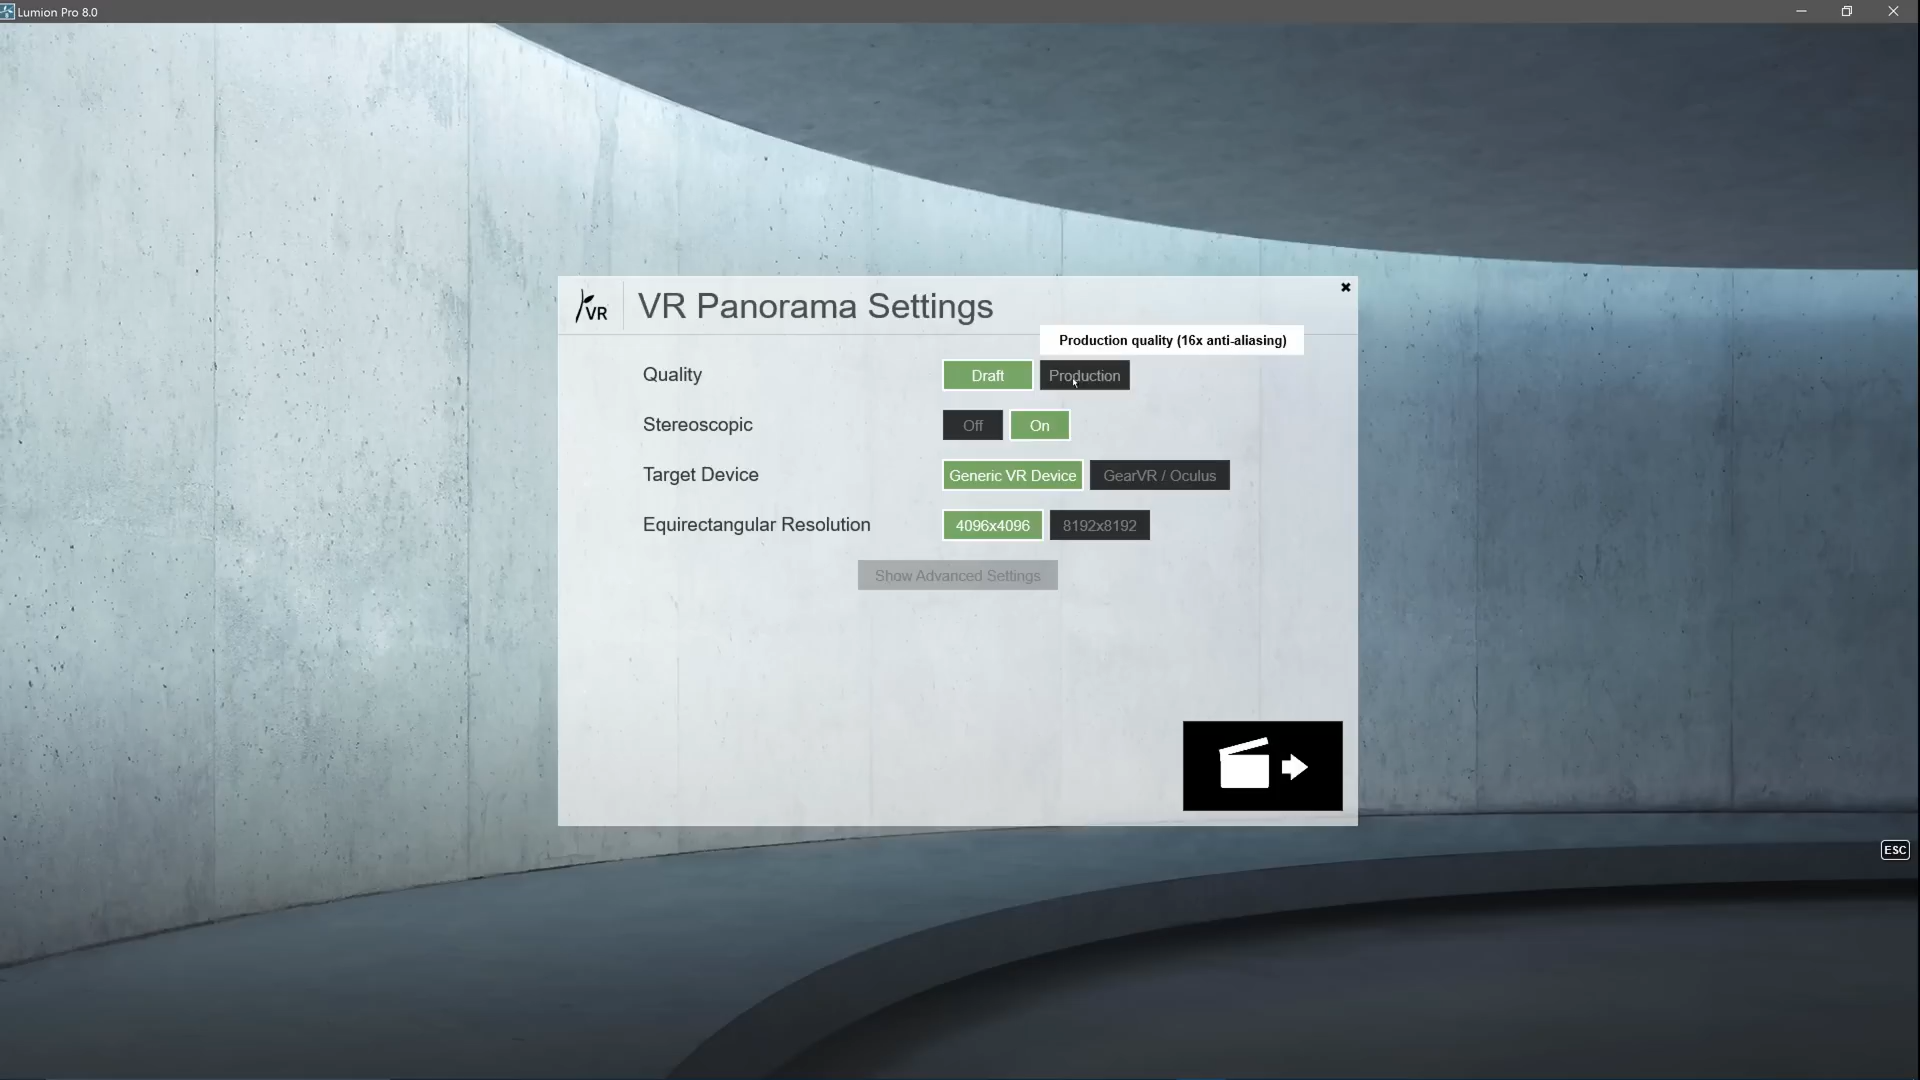 Lumion Pro 8.0
VR
VR Panorama Settings
Production quality (16x anti-aliasing)
Quality Draft Production
Stereoscopic Off On
Target Device Generic VR Device GearVR / Oculus
Equirectangular Resolution 4096x4096 8192x8192
Show Advanced Settings
ESC